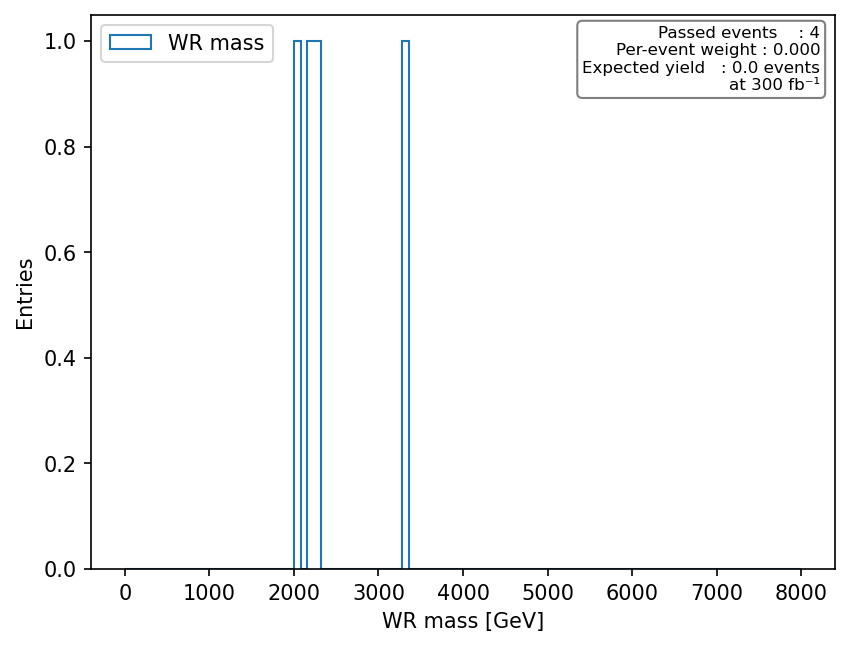 WR mass
Passed events    : 4
Per-event weight : 0.000
Expected yield   : 0.0 events
at 300 fb⁻¹
1.0
0.8
0.6
0.4
0.2
0.0
Entries
0 1000 2000 3000 4000 5000 6000 7000 8000
WR mass [GeV]